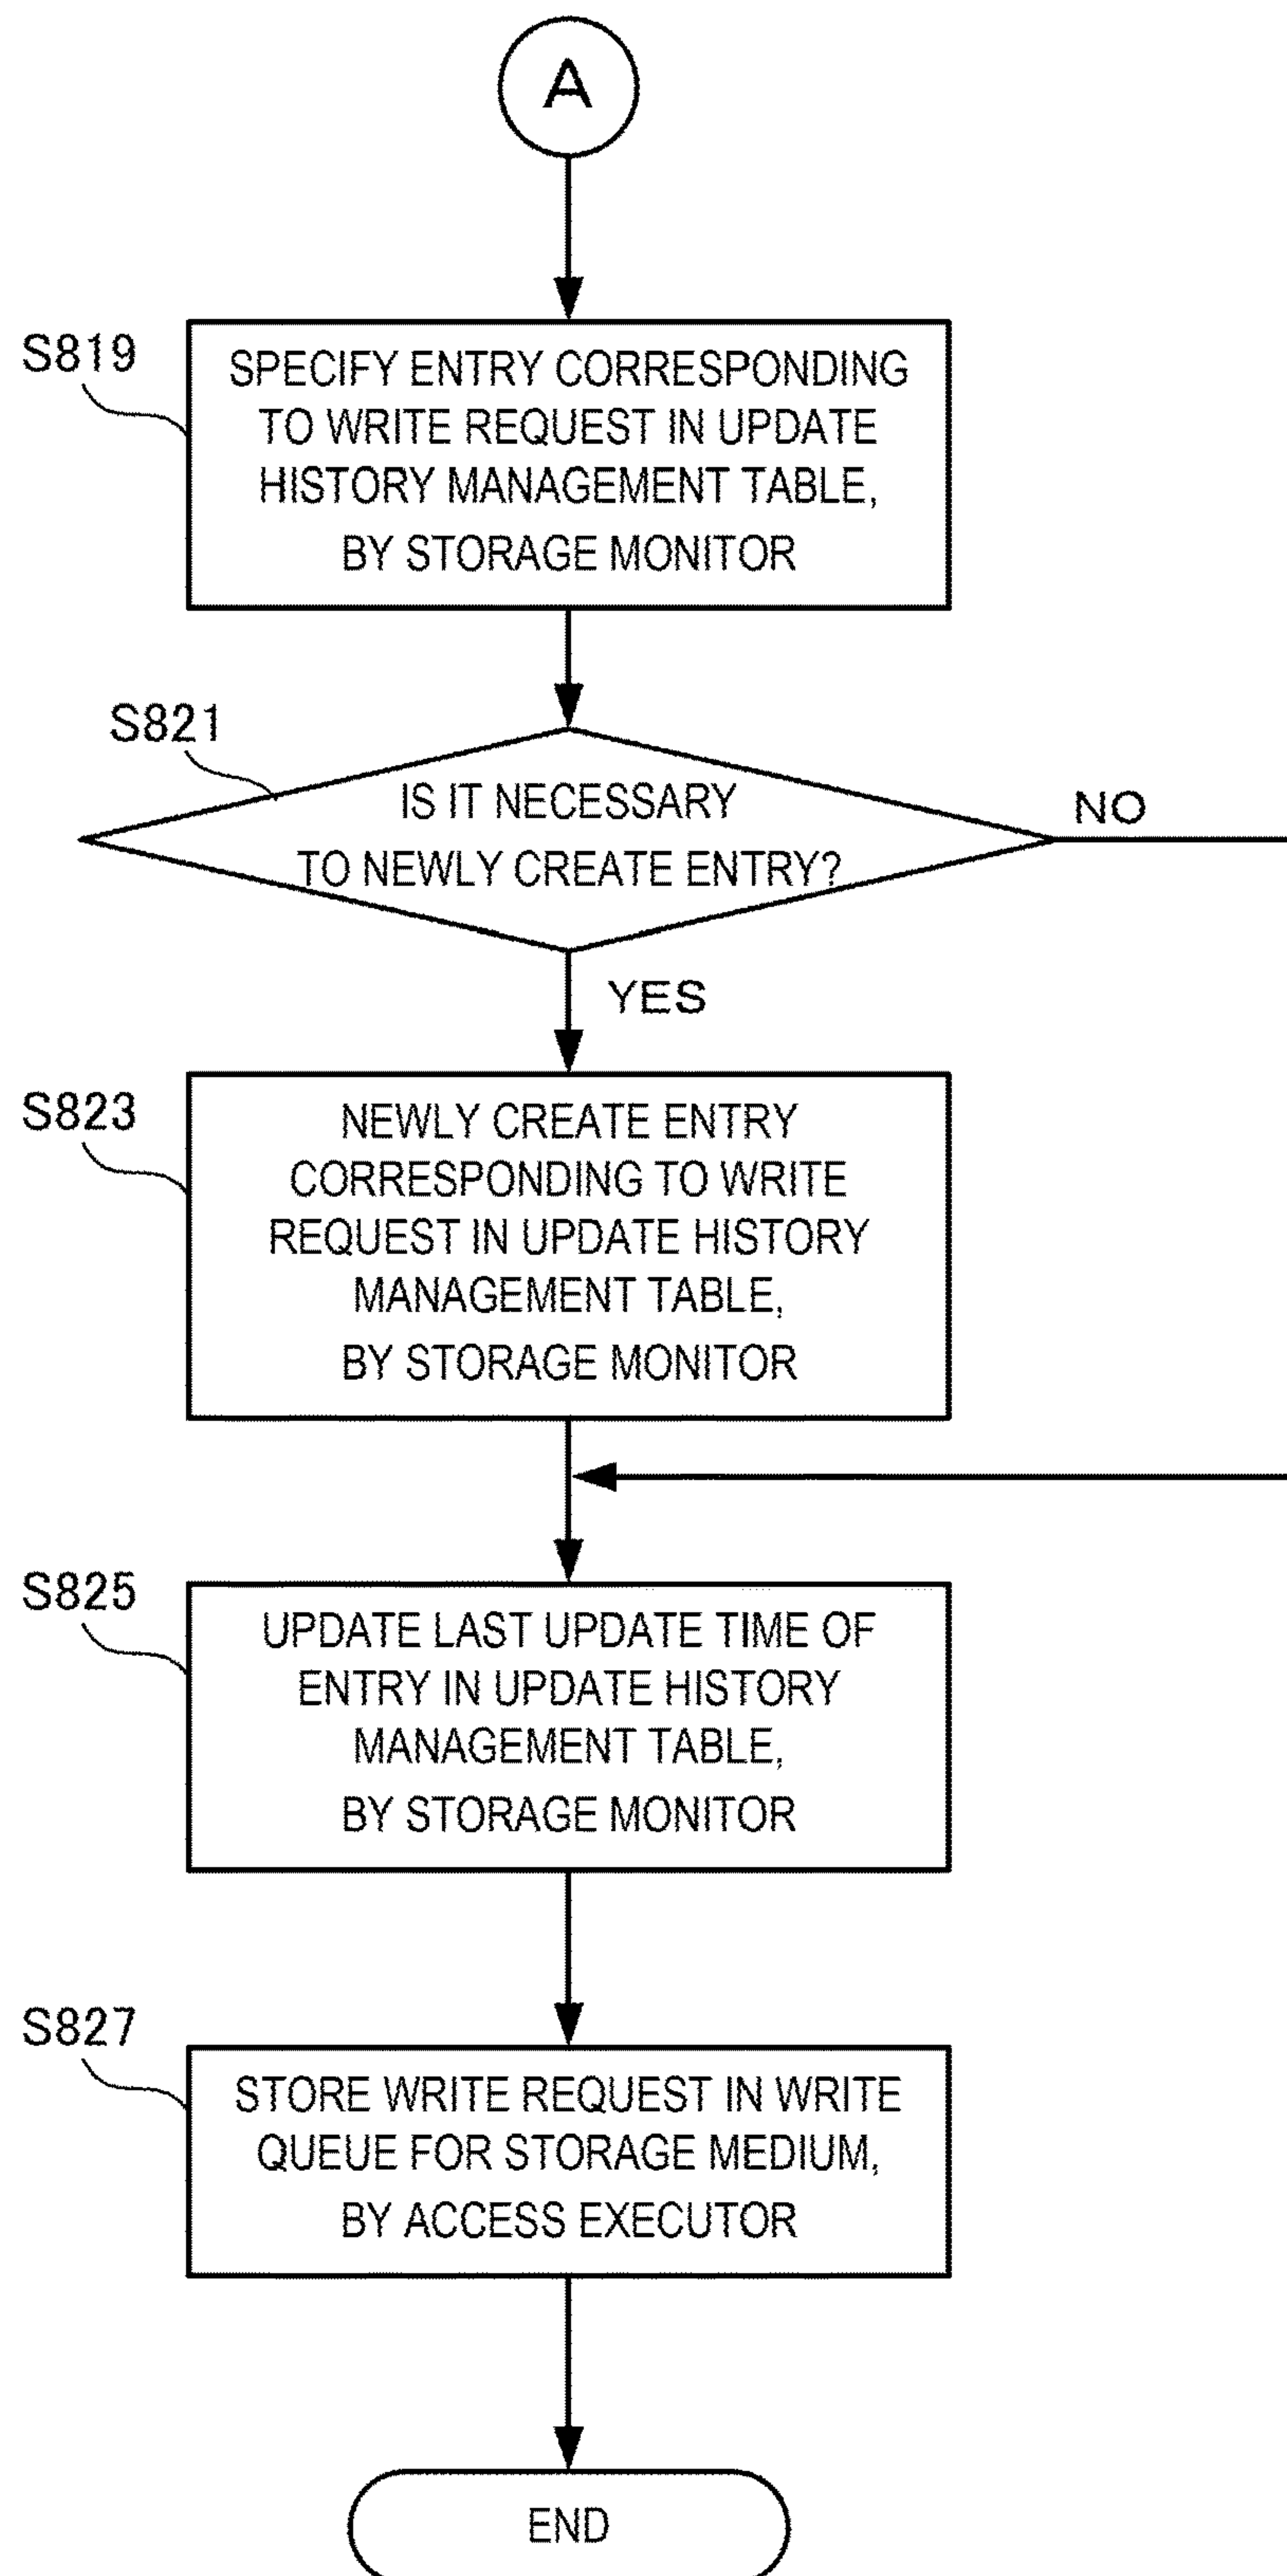 A
S819
SPECIFY ENTRY CORRESPONDING
TO WRITE REQUEST IN UPDATE
HISTORY MANAGEMENT TABLE,
BY STORAGE MONITOR
S821
IS IT NECESSARY
TO NEWLY CREATE ENTRY?
NO
YES
S823
NEWLY CREATE ENTRY
CORRESPONDING TO WRITE
REQUEST IN UPDATE HISTORY
MANAGEMENT TABLE,
BY STORAGE MONITOR
S825
UPDATE LAST UPDATE TIME OF
ENTRY IN UPDATE HISTORY
MANAGEMENT TABLE,
BY STORAGE MONITOR
S827
STORE WRITE REQUEST IN WRITE
QUEUE FOR STORAGE MEDIUM,
BY ACCESS EXECUTOR
END